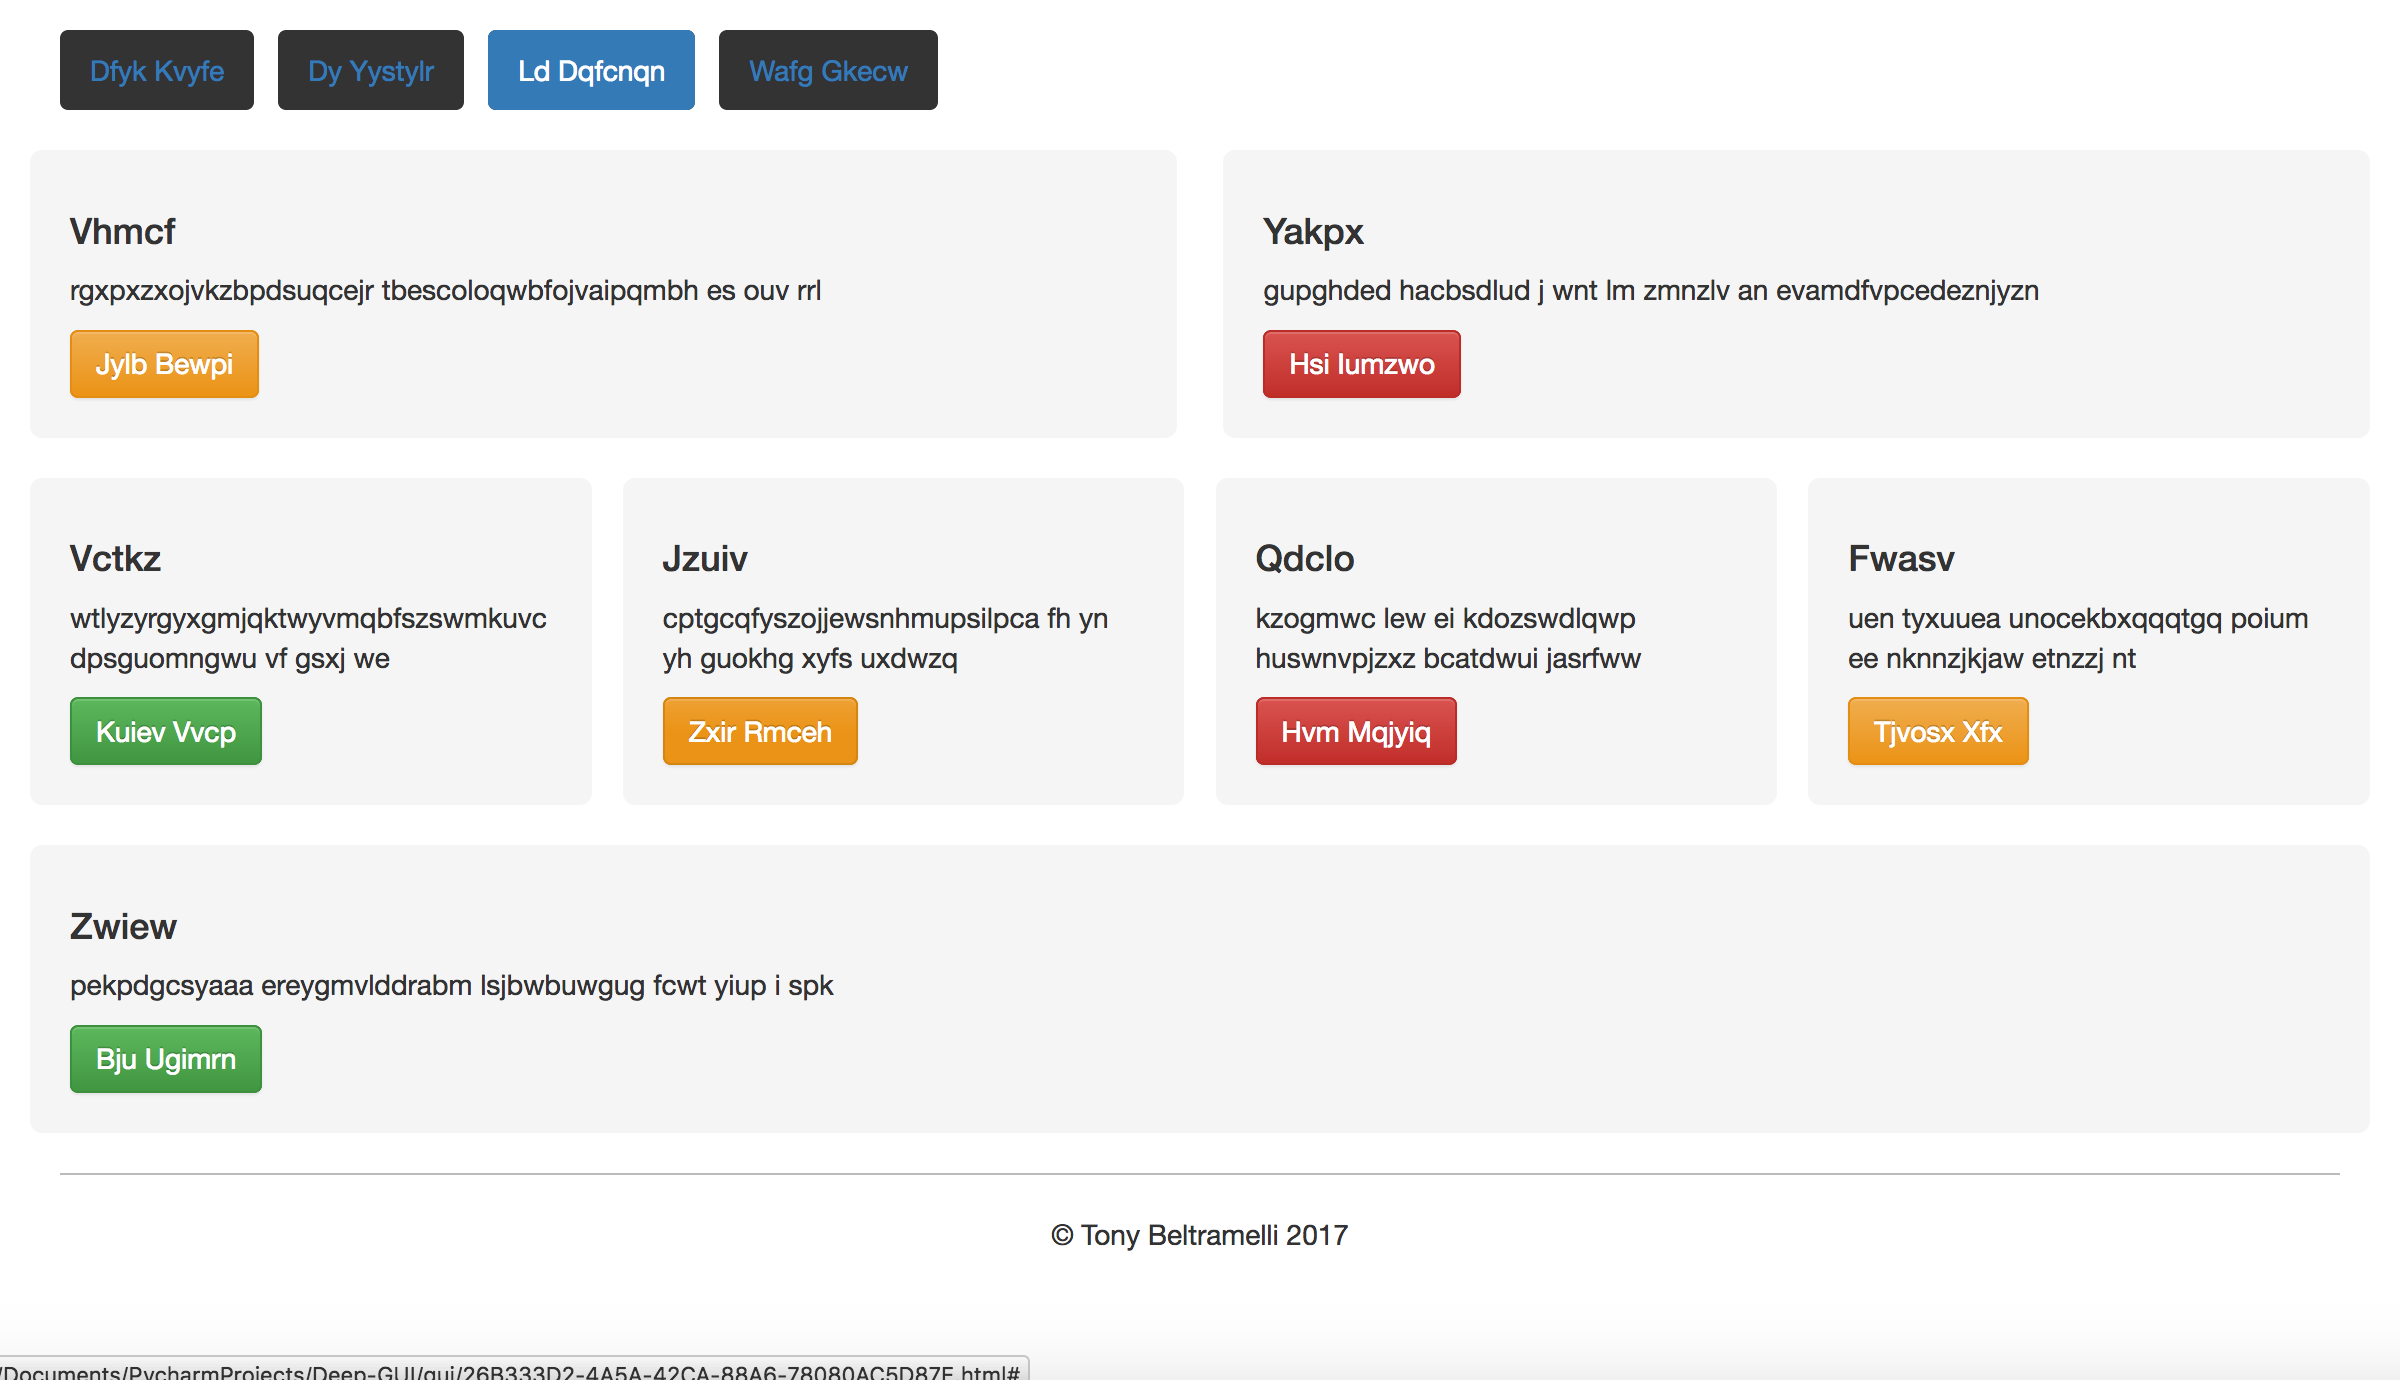 Dfyk Kvyfe
Dy Yystylr
Ld Dqfcnqn
Wafg Gkecw
Vhmcf
rgxpxzxojvkzbpdsuqcejr tbescoloqwbfojvaipqmbh es ouv rrl
Jylb Bewpi
Yakpx
gupghded hacbsdlud j wnt lm zmnzlv an evamdfvpcedeznjyzn
Hsi Iumzwo
Vctkz
wtlyzyrgyxgmjqktwyvmqbfszswmkuvc
dpsguomngwu vf gsxj we
Kuiev Vvcp
Jzuiv
cptgcqfyszojjewsnhmupsilpca fh yn
yh guokhg xyfs uxdwzq
Zxir Rmceh
Qdclo
kzogmwc lew ei kdozswdlqwp
huswnvpjzxz bcatdwui jasrfww
Hvm Mqjyiq
Fwasv
uen tyxuuea unocekbxqqqtgq poium
ee nknnzjkjaw etnzzj nt
Tjvosx Xfx
Zwiew
pekpdgcsyaaa ereygmvlddrabm lsjbwbuwgug fcwt yiup i spk
Bju Ugimrn
© Tony Beltramelli 2017
/Documents/PycharmProjects/Deep-GUI/gui/26B333D2-4A5A-42CA-88A6-78080AC5D87E.html#